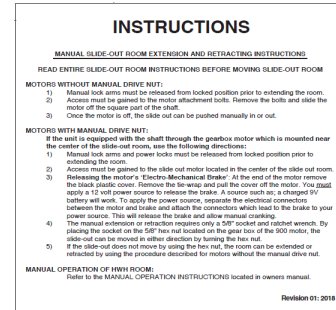 INSTRUCTIONS
MANUAL SLIDE-OUT ROOM EXTENSION AND RETRACTING INSTRUCTIONS
READ ENTIRE SLIDE-OUT ROOM INSTRUCTIONS BEFORE MOVING SLIDE-OUT ROOM
MOTORS WITHOUT MANUAL DRIVE NUT:
1) Manual lock arms must be released from locked position prior to extending the room.
2) Access must be gained to the motor attachment bolts. Remove the bolts and slide the
motor off the square part of the shaft.
3) Once the motor is off, the slide out can be pushed manually in or out.
MOTORS WITH MANUAL DRIVE NUT:
If the unit is equipped with the shaft through the gearbox motor which is mounted near
the center of the slide-out room, use the following directions:
1) Manual lock arms and power locks must be released from locked position prior to
extending the room.
2) Access must be gained to the slide out motor located in the center of the slide out room.
3) Releasing the motor's 'Electro-Mechanical Brake': At the end of the motor remove
the black plastic cover. Remove the tie-wrap and pull the cover off the motor. You must
apply a 12 volt power source to release the brake. A source such as; a charged 9V
battery will work. To apply the power source, separate the electrical connectors
between the motor and brake and attach the connectors which lead to the brake to your
power source. This will release the brake and allow manual cranking.
4) The manual extension or retraction requires only a 5/8" socket and ratchet wrench. By
placing the socket on the 5/8" hex nut located on the gear box of the 900 motor, the
slide-out can be moved in either direction by turning the hex nut.
5) If the slide-out does not move by using the hex nut, the room can be extended or
retracted by using the procedure described for motors without the manual drive nut.
MANUAL OPERATION OF HWH ROOM:
Refer to the MANUAL OPERATION INSTRUCTIONS located in owners manual.
Revision 01: 2018